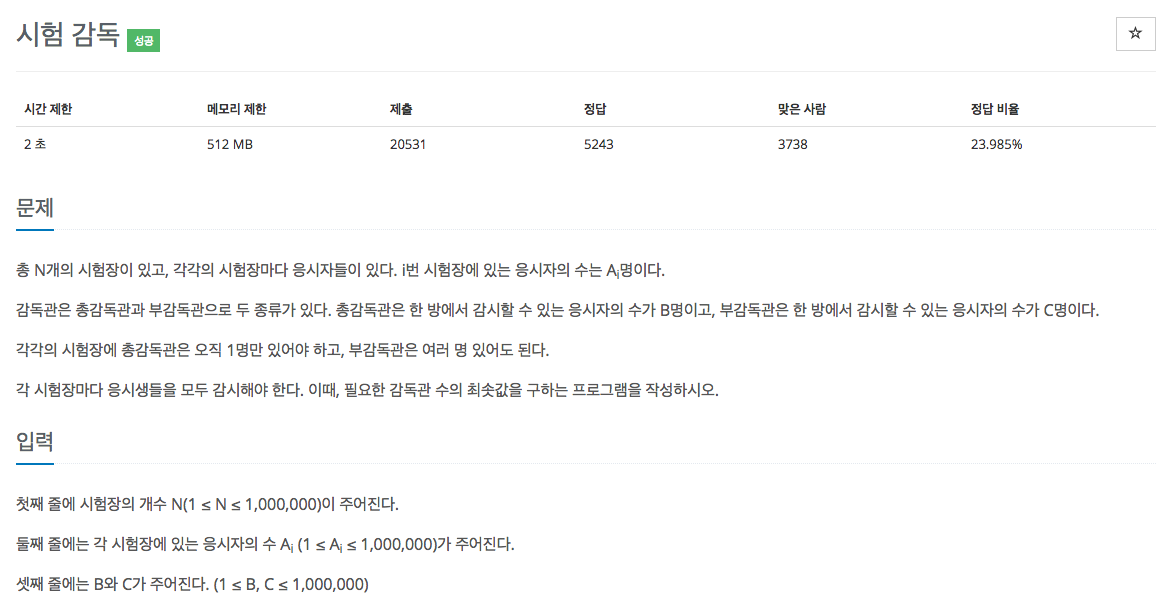 시험 감독 성공
☆
시간 제한 메모리 제한 제출 정답 맞은 사람 정답 비율
2 초 512 MB 20531 5243 3738 23.985%
문제
총 N개의 시험장이 있고, 각각의 시험장마다 응시자들이 있다. i번 시험장에 있는 응시자의 수는 Ai명이다.
감독관은 총감독관과 부감독관으로 두 종류가 있다. 총감독관은 한 방에서 감시할 수 있는 응시자의 수가 B명이고, 부감독관은 한 방에서 감시할 수 있는 응시자의 수가 C명이다.
각각의 시험장에 총감독관은 오직 1명만 있어야 하고, 부감독관은 여러 명 있어도 된다.
각 시험장마다 응시생들을 모두 감시해야 한다. 이때, 필요한 감독관 수의 최솟값을 구하는 프로그램을 작성하시오.
입력
첫째 줄에 시험장의 개수 N(1 ≤ N ≤ 1,000,000)이 주어진다.
둘째 줄에는 각 시험장에 있는 응시자의 수 Ai (1 ≤ Ai ≤ 1,000,000)가 주어진다.
셋째 줄에는 B와 C가 주어진다. (1 ≤ B, C ≤ 1,000,000)